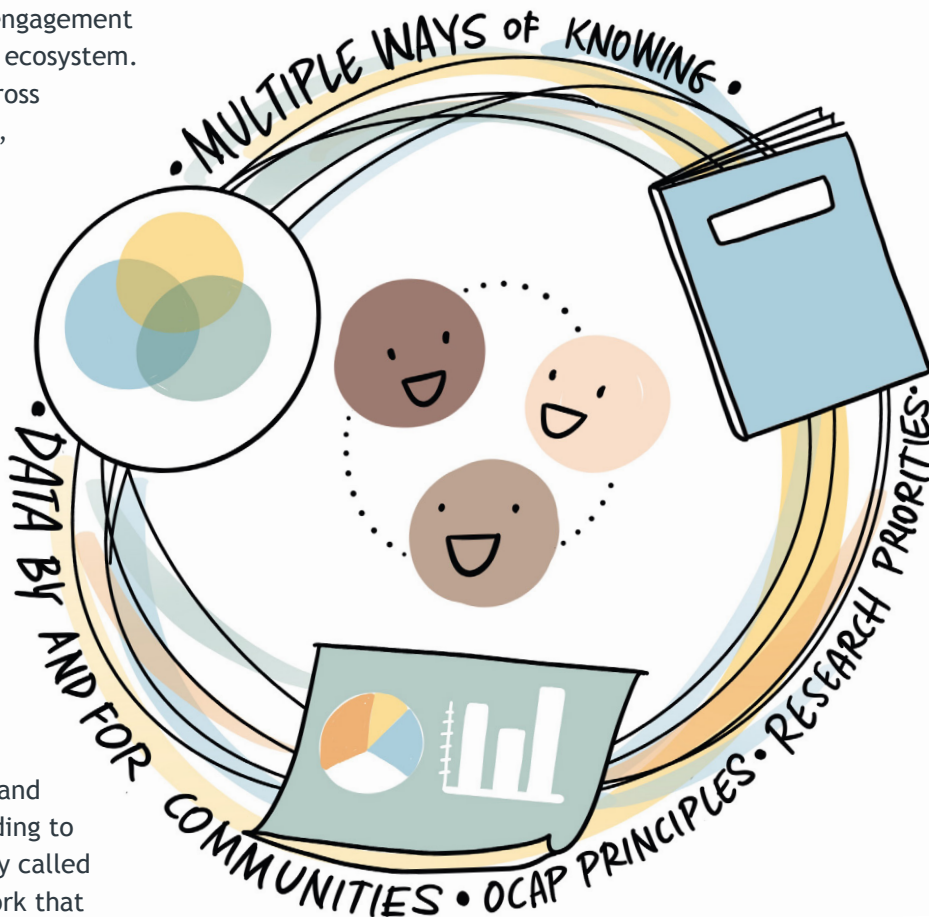 engagement
ecosystem.
ross
,
• MULTIPLE WAYS OF KNOWING •
RESEARCH PRIORITIES •
OCAP PRINCIPLES •
• DATA BY AND FOR COMMUNITIES •
and
ding to
y called
ork that